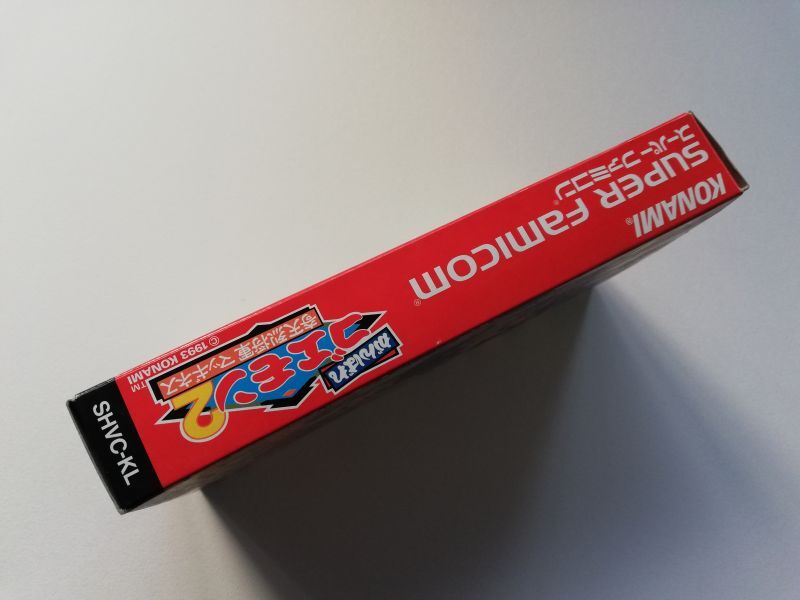 KONAMI®
スーパーファミコン®
SUPER Famicom®
がんばれ
ゴエモン2
奇天烈将軍マッギネス
TM
© 1993 KONAMI
SHVC-KL